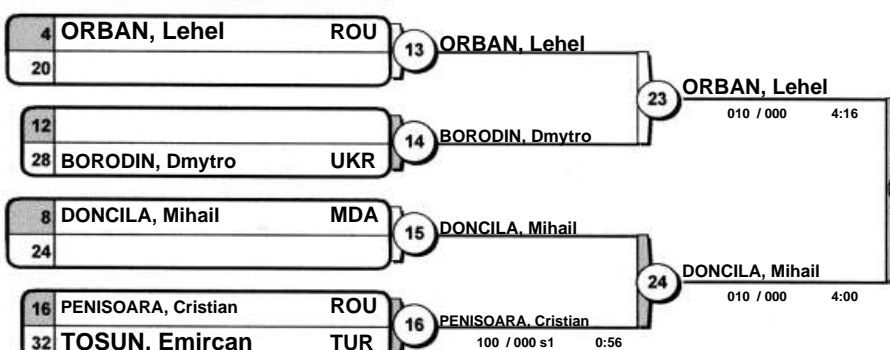 4 ORBAN, Lehel ROU
20
13 ORBAN, Lehel
12
28 BORODIN, Dmytro UKR
14 BORODIN, Dmytro
23 ORBAN, Lehel
010 / 000 4:16
8 DONCILA, Mihail MDA
24
15 DONCILA, Mihail
16 PENISOARA, Cristian ROU
32 TOSUN, Emircan TUR
16 PENISOARA, Cristian
100 / 000 s1 0:56
24 DONCILA, Mihail
010 / 000 4:00